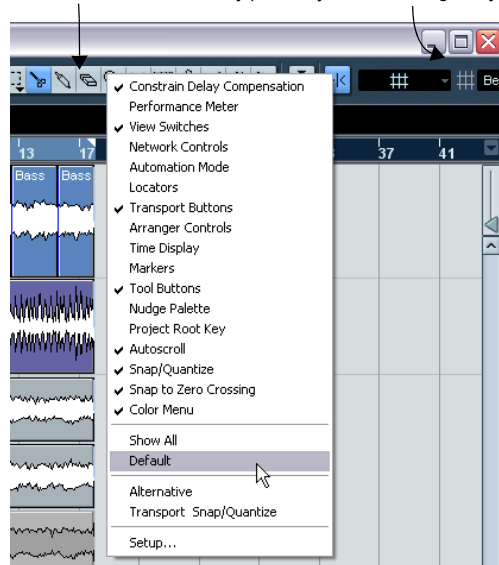 Be
13 17 37 41
Bass Bass
Constrain Delay Compensation
Performance Meter
View Switches
Network Controls
Automation Mode
Locators
Transport Buttons
Arranger Controls
Time Display
Markers
Tool Buttons
Nudge Palette
Project Root Key
Autoscroll
Snap/Quantize
Snap to Zero Crossing
Color Menu
Show All
Default
Alternative
Transport Snap/Quantize
Setup...